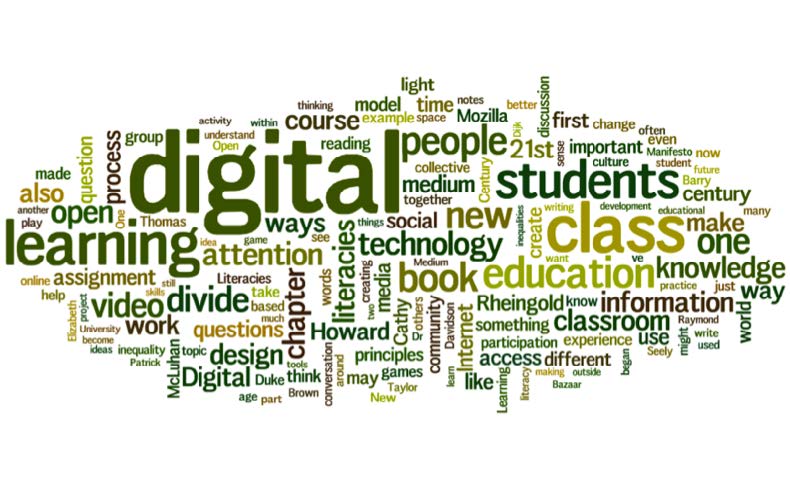 light
thinking
model
time
notes
better
discussion
activity
within
course
example
space
Mozilla
Dijk
first
change
often
made
question
process
group
understand
Open
digital
reading
people
21st
sense
important
even
Manifesto
now
collective
culture
student
future
also
medium
Century
students
Barry
century
together
another
open
One
Thomas
ways
things
social
new
inequalities
create
writing
development
educational
many
play
learning
idea
game
see
literacies
technology
class
make
one
attention
want
ve
online
assignment
still
Literacies
words
creating
media
Medium
book
education
knowledge
practice
just
way
help
skills
video
divide
take
chapter
two
Cathy
others
Rheingold
know
information
world
Elizabeth
project
based
much
community
Davidson
Internet
something
classroom
Raymond
University
work
questions
Howard
Dr
participation
experience
use
might
write
used
become
ideas
inequality
topic
design
conversation
principles
access
different
began
Seely
Patrick
McLuhan
tools
around
games
learn
like
Learning
literacy
making
outside
Digital
Duke
think
may
Taylor
Bazaar
age
part
Brown
New